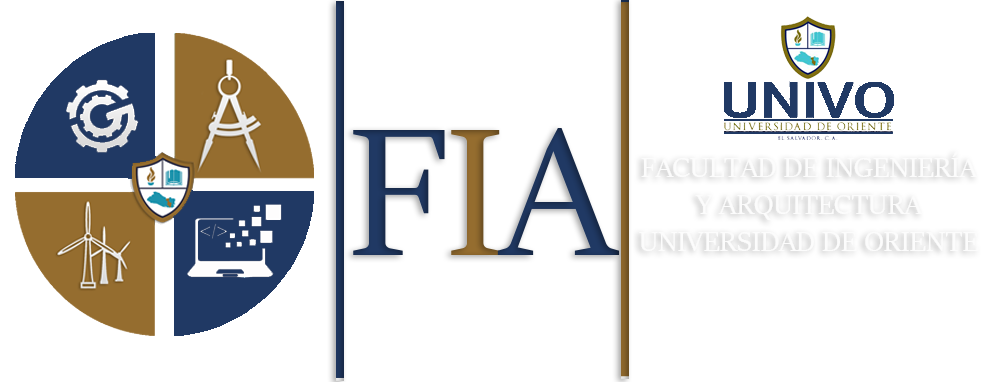 FIA
UNIVO
UNIVERSIDAD DE ORIENTE
EL SALVADOR, C.A.
FACULTAD DE INGENIERÍA
Y ARQUITECTURA
UNIVERSIDAD DE ORIENTE
G
</>